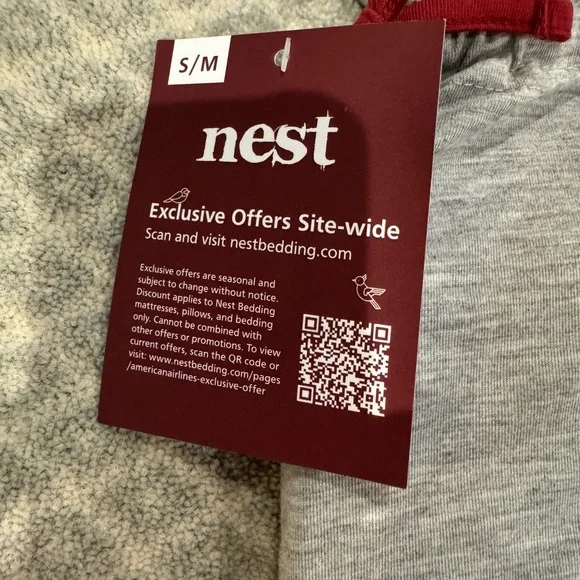 S/M
nest
Exclusive Offers Site-wide
Scan and visit nestbedding.com
Exclusive offers are seasonal and
subject to change without notice.
Discount applies to Nest Bedding
mattresses, pillows, and bedding
only. Cannot be combined with
other offers or promotions. To view
current offers, scan the QR code or
visit: www.nestbedding.com/pages
/americanairlines-exclusive-offer